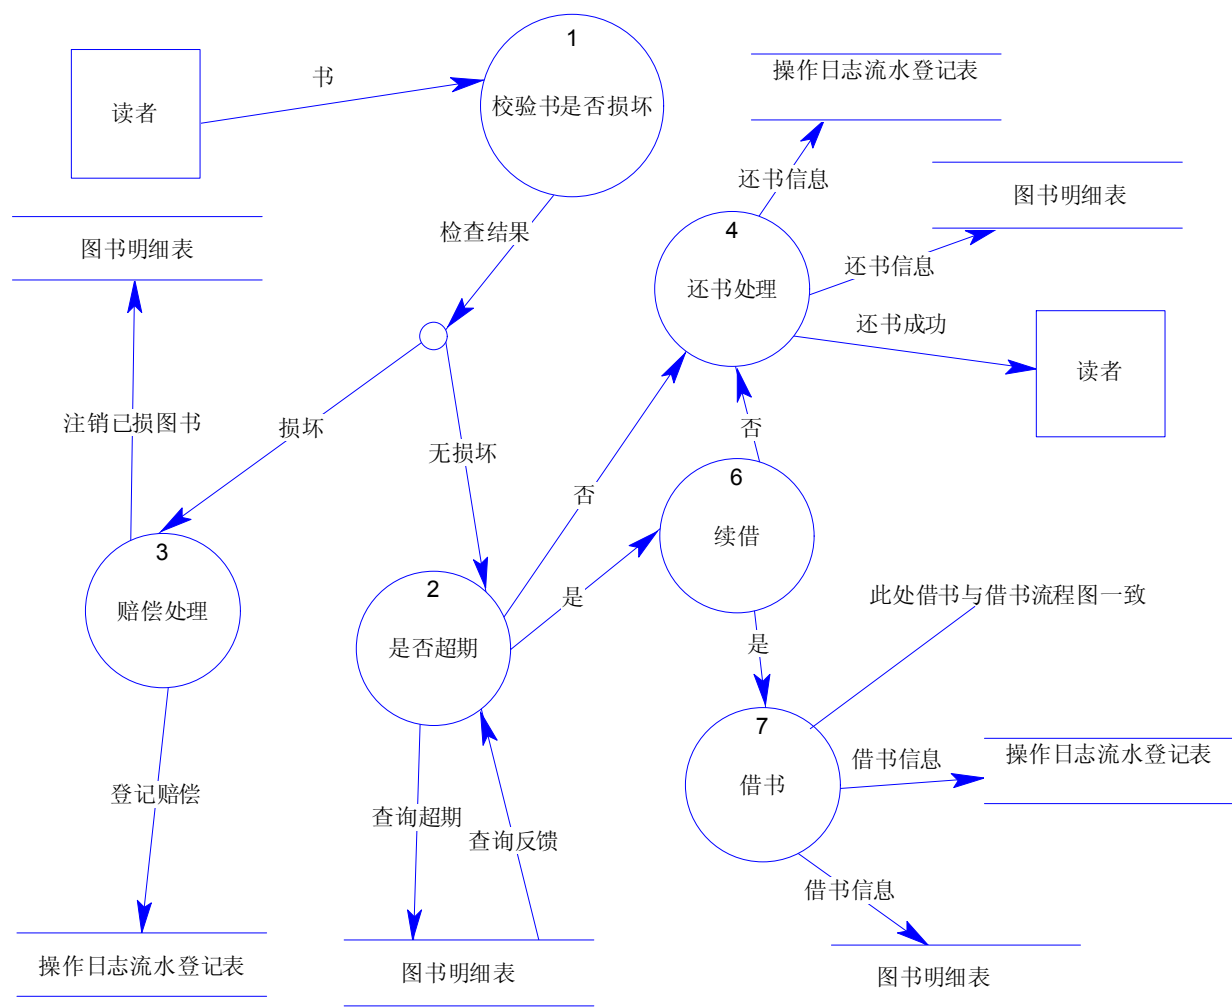 1
校验书是否损坏
书
读者
操作日志流水登记表
还书信息
图书明细表
4
还书处理
还书信息
还书成功
读者
检查结果
图书明细表
注销已损图书
损坏
无损坏
否
否
6
续借
3
赔偿处理
2
是否超期
是
是
此处借书与借书流程图一致
7
借书
借书信息
操作日志流水登记表
登记赔偿
查询超期
查询反馈
借书信息
操作日志流水登记表
图书明细表
图书明细表